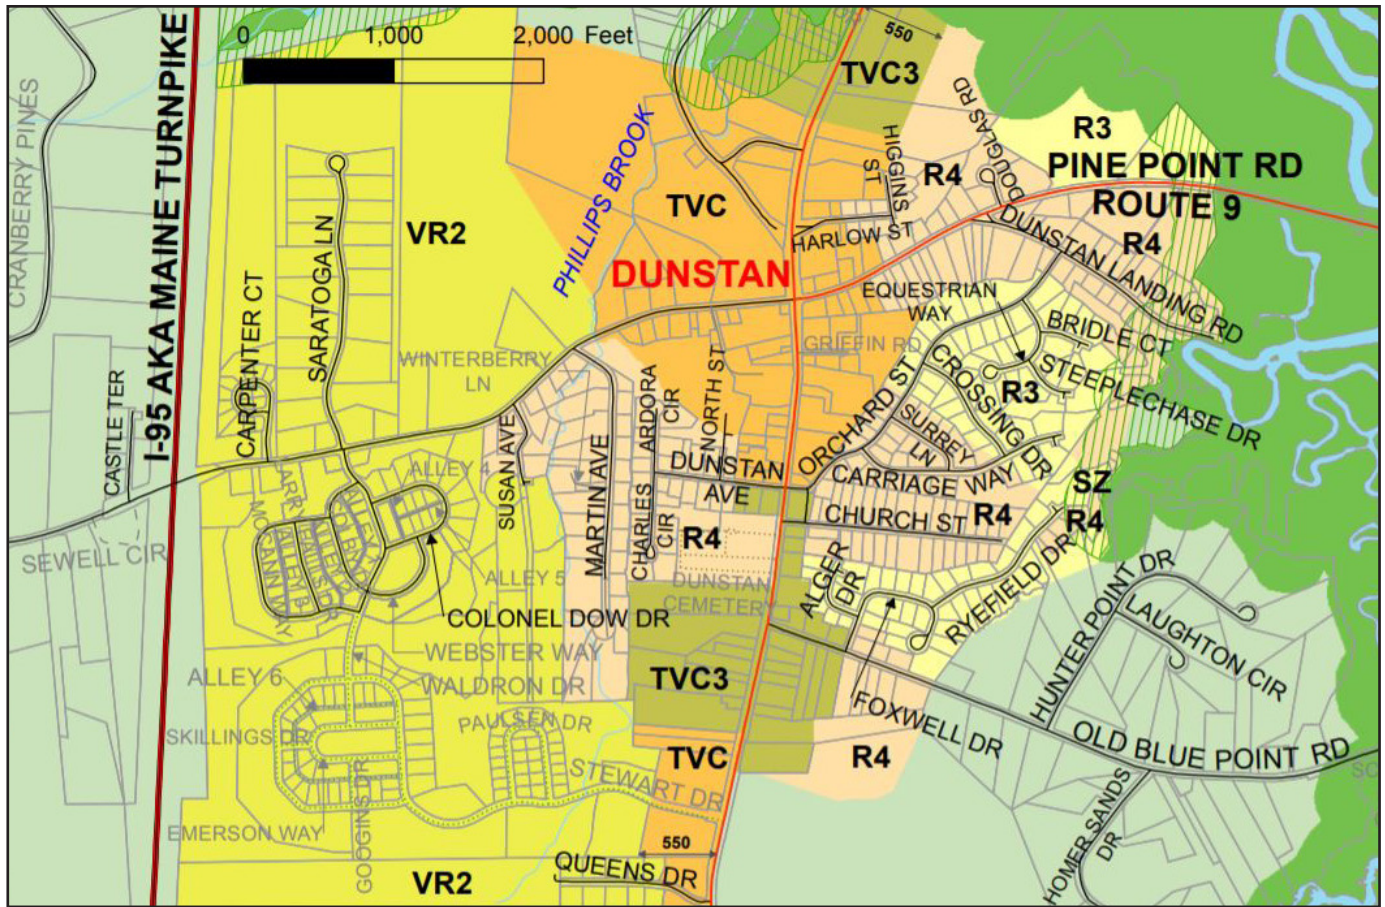 0 1,000 2,000 Feet
550
TVC3
CRANBERRY PINES
I-95 AKA MAINE TURNPIKE
PHILLIPS BROOK
HIGGINS
ST
DOUGLAS RD
R3
R4
PINE POINT RD
ROUTE 9
TVC
VR2
SARATOGA LN
HARLOW ST
DUNSTAN LANDING RD
R4
DUNSTAN
CARPENTER CT
EQUESTRIAN
WAY
BRIDLE CT
GRIFFIN RD
WINTERBERRY
LN
CASTLE TER
ARDORA
CIR
NORTH ST
ORCHARD ST
CROSSING DR
R3
STEEPLECHASE DR
SURREY
LN
SUSAN AVE
MARTIN AVE
DUNSTAN
AVE
CARRIAGE WAY
SZ
ALLEY 4
CHARLES
CIR
CHURCH ST
R4
R4
R4
SEWELL CIR
MOCANN WAY
ALLEY 5
DUNSTAN
CEMETERY
ALGER
DR
RYEFIELD DR
HUNTER POINT DR
LAUGHTON CIR
COLONEL DOW DR
WEBSTER WAY
ALLEY 6
WALDRON DR
TVC3
FOXWELL DR
SKILLINGS DR
PAULSEN DR
OLD BLUE POINT RD
TVC
R4
STEWART DR
SC
HOMER SANDS
DR
EMERSON WAY
GOOGINS DR
550
QUEENS DR
VR2